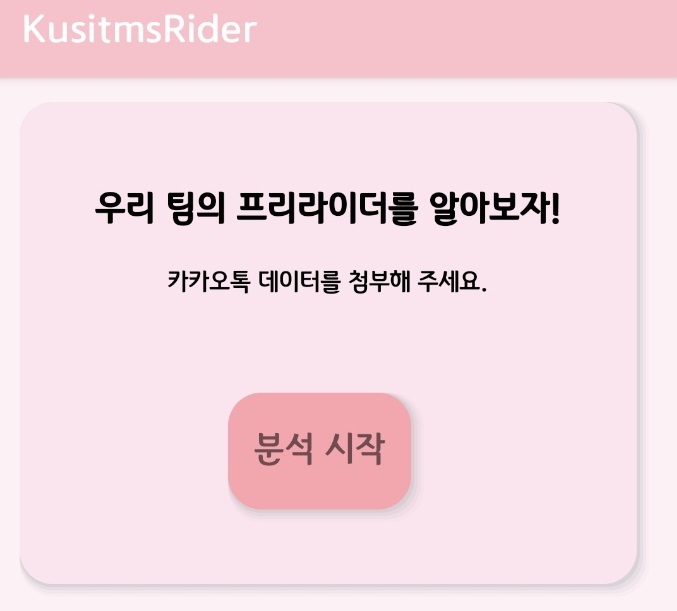 KusitmsRider
우리 팀의 프리라이더를 알아보자!
카카오톡 데이터를 첨부해 주세요.
분석 시작